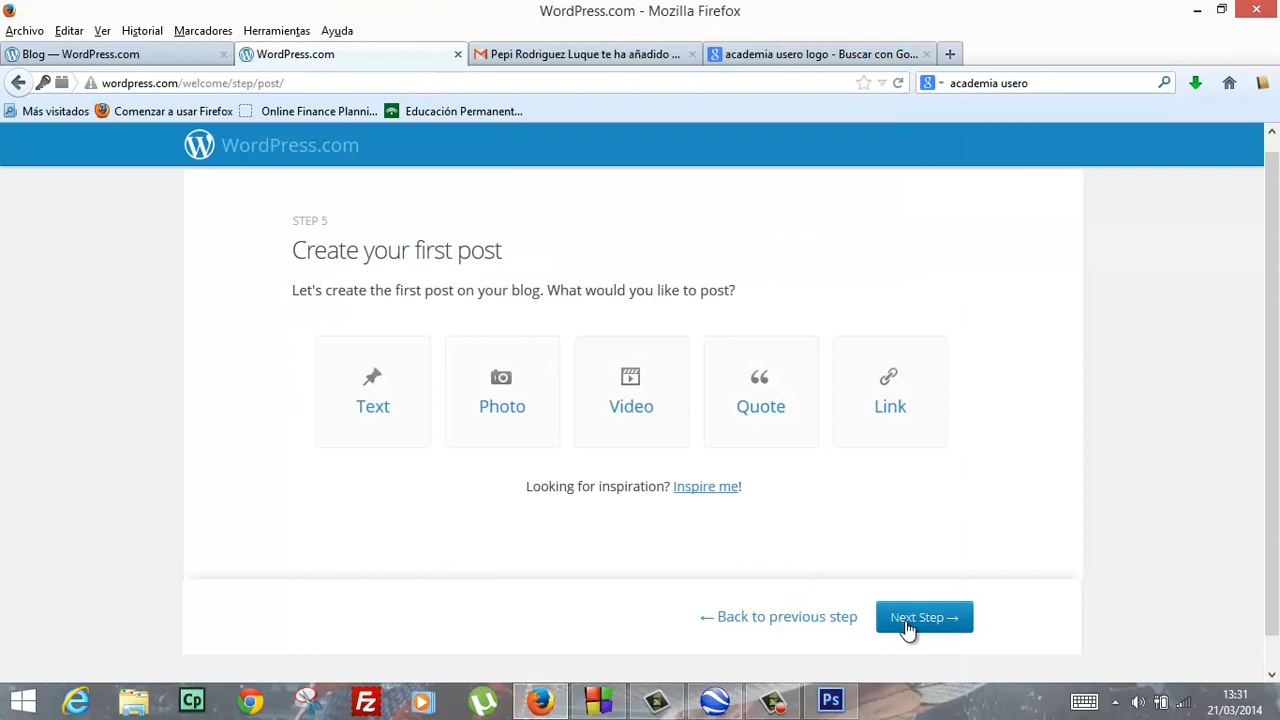 WordPress.com - Mozilla Firefox
Archivo Editar Ver Historial Marcadores Herramientas Ayuda
Blog — WordPress.com
WordPress.com
Pepi Rodriguez Luque te ha añadido ...
academia usero logo - Buscar con Go...
wordpress.com/welcome/step/post/
academia usero
Más visitados Comenzar a usar Firefox Online Finance Planni... Educación Permanent...
WordPress.com
STEP 5
Create your first post
Let's create the first post on your blog. What would you like to post?
Text Photo Video Quote Link
Looking for inspiration? Inspire me!
← Back to previous step
Next Step →
Cp
Fz
Ps
13:31
21/03/2014